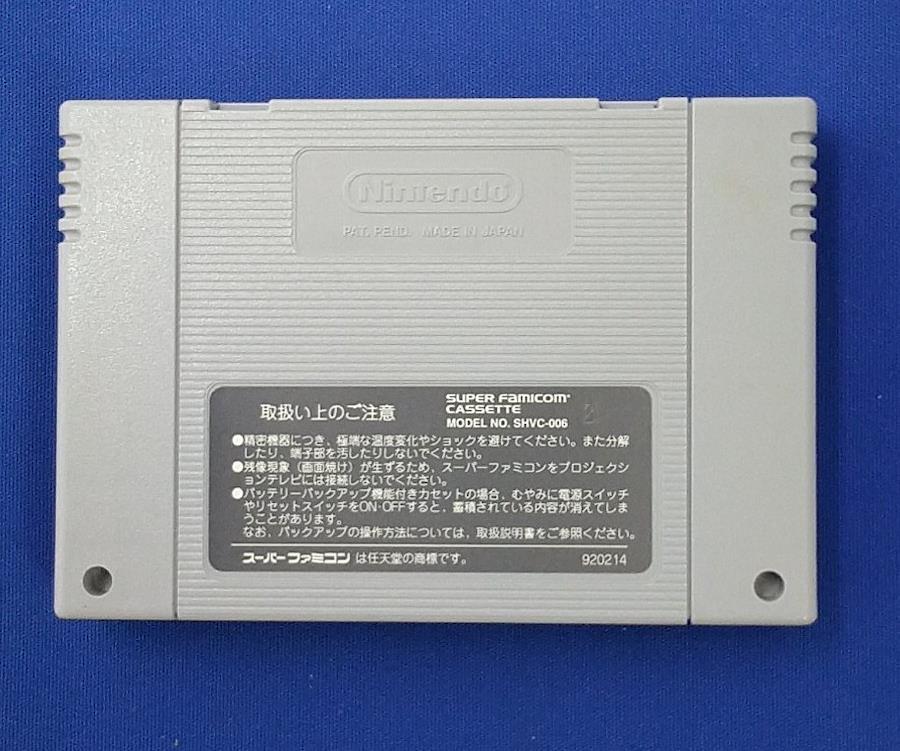 Nintendo
PAT. PEND. MADE IN JAPAN
取扱い上のご注意
SUPER FAMICOM
CASSETTE
MODEL NO. SHVC-006
●精密機器につき、極端な温度変化やショックを避けてください。また分解
したり、端子部を汚したりしないでください。
●残像現象（画面焼け）が生ずるため、スーパーファミコンをプロジェクシ
ョンテレビには接続しないでください。
●バッテリーバックアップ機能付きカセットの場合、むやみに電源スイッチ
やリセットスイッチをON・OFFすると、蓄積されている内容が消えてしま
うことがあります。
なお、バックアップの操作方法については、取扱説明書をご参照ください。
スーパーファミコン は任天堂の商標です。
920214